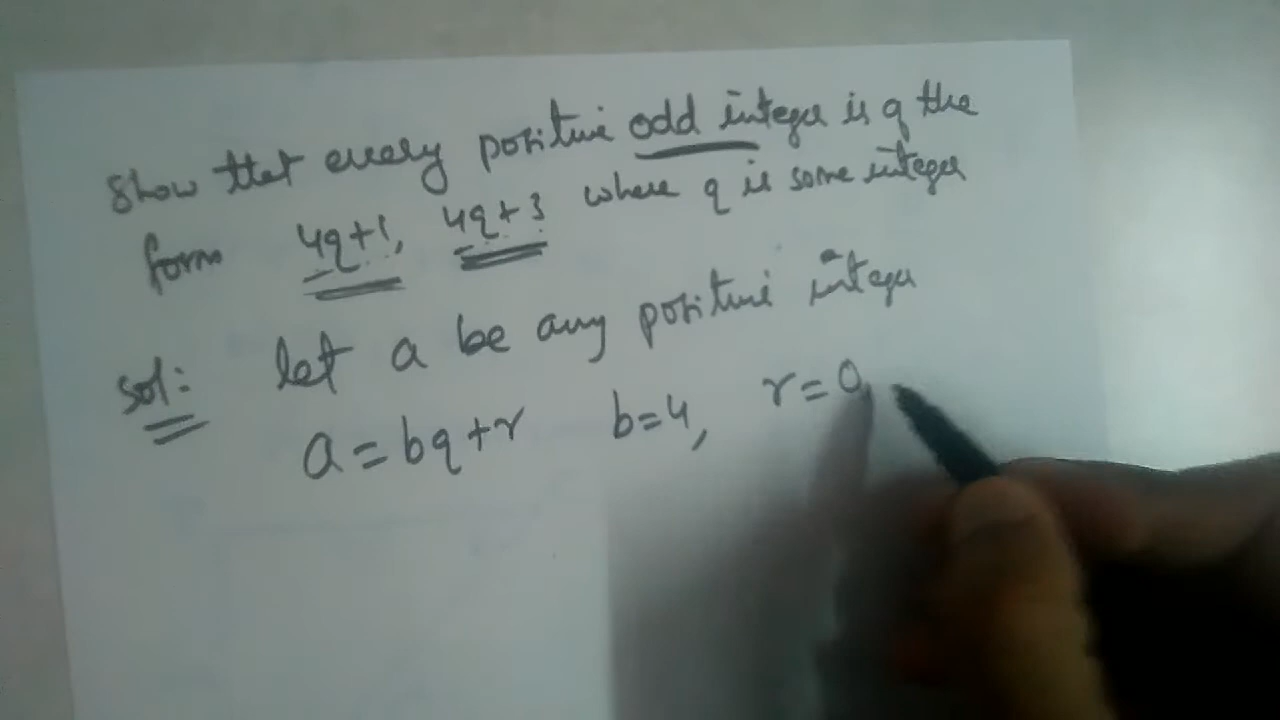 Show that every positive odd integer is of the
form 4q+1, 4q+3 where q is some integer
Sol: let a be any positive integer
a = bq + r b=4, r=0,